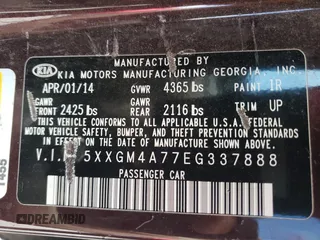 MANUFACTURED BY
KIA KIA MOTORS MANUFACTURING GEORGIA, INC.
APR/01/14 GVWR 4365 lbs PAINT IR
GAWR GAWR
FRONT 2425 lbs REAR 2116 lbs TRIM UP
THIS VEHICLE CONFORMS TO ALL APPLICABLE U.S.A. FEDERAL
MOTOR VEHICLE SAFETY, BUMPER, AND THEFT PREVENTION STANDARDS
IN EFFECT ON THE DATE OF MANUFACTURE SHOWN ABOVE
V.I.N 5XXGM4A77EG337888
PASSENGER CAR
DREAMBID
1455